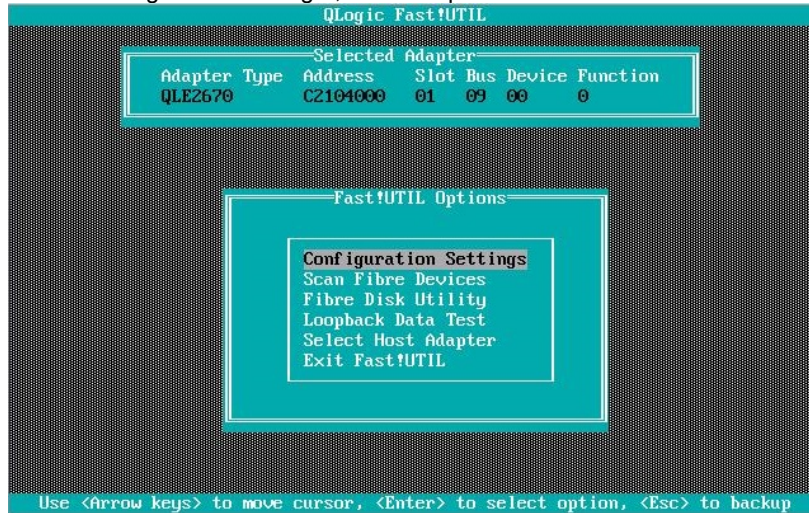 QLogic Fast!UTIL
Selected Adapter
Adapter Type Address Slot Bus Device Function
QLE2670 C2104000 01 09 00 0
Fast!UTIL Options
Configuration Settings
Scan Fibre Devices
Fibre Disk Utility
Loopback Data Test
Select Host Adapter
Exit Fast!UTIL
Use <Arrow keys> to move cursor, <Enter> to select option, <Esc> to backup